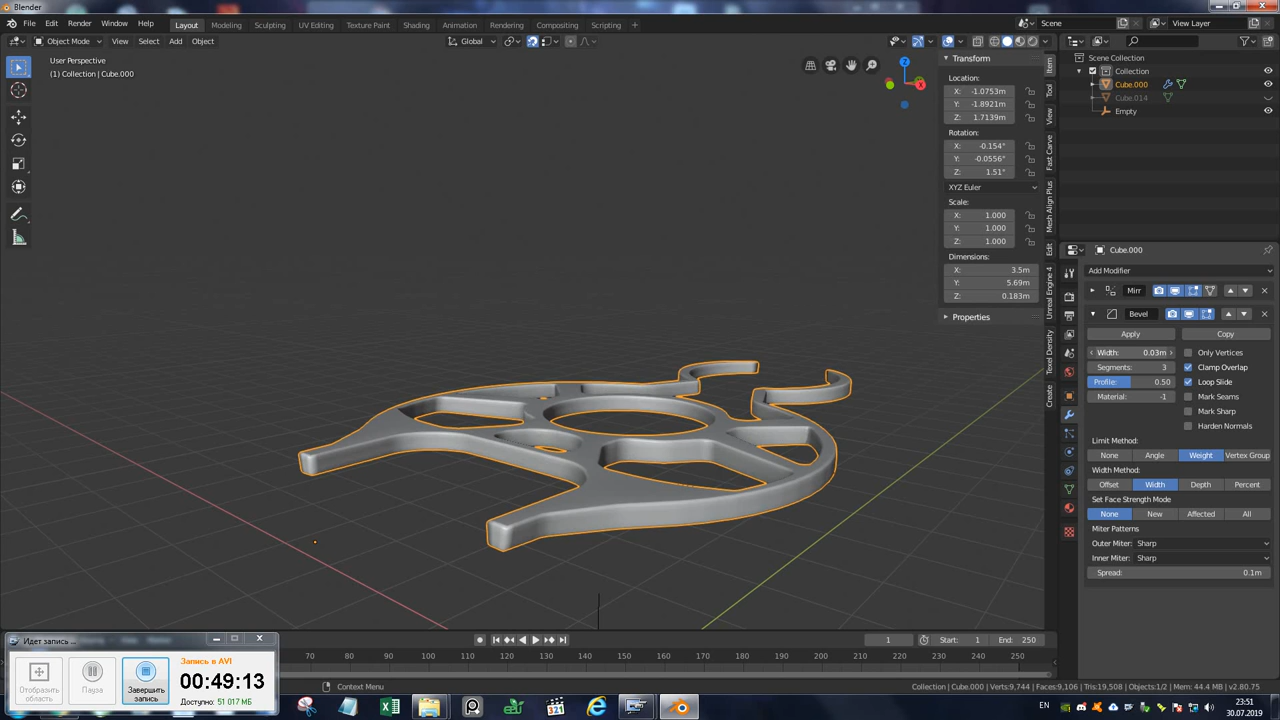 Blender
File Edit Render Window Help
Layout Modeling Sculpting UV Editing Texture Paint Shading Animation Rendering Compositing Scripting +
Scene
View Layer
Object Mode View Select Add Object
Global
User Perspective
(1) Collection | Cube.000
Z
X
Transform
Location:
X: -1.0753m
Y: -1.8921m
Z: 1.7139m
Rotation:
X: -0.154°
Y: -0.0556°
Z: 1.51°
XYZ Euler
Scale:
X: 1.000
Y: 1.000
Z: 1.000
Dimensions:
X: 3.5m
Y: 5.69m
Z: 0.183m
Properties
Item
Tool
View
Fast Carve
Mesh Align Plus
Edit
Unreal Engine 4
Texel Density
Create
Scene Collection
Collection
Cube.000
Cube.014
Empty
Cube.000
Add Modifier
Mirr
Bevel
Apply Copy
Width: 0.03m Only Vertices
Segments: 3 Clamp Overlap
Profile: 0.50 Loop Slide
Material: -1 Mark Seams
Mark Sharp
Harden Normals
Limit Method:
None Angle Weight Vertex Group
Width Method:
Offset Width Depth Percent
Set Face Strength Mode
None New Affected All
Miter Patterns
Outer Miter: Sharp
Inner Miter: Sharp
Spread: 0.1m
1 Start: 1 End: 250
70 80 90 100 110 120 130 140 150 160 170 180 190 200 210 220 230 240 250
Context Menu
Collection | Cube.000 | Verts:9,744 | Faces:9,106 | Tris:19,508 | Objects:1/2 | Mem: 44.4 MB | v2.80.75
Идет запись ...
Отобразить область
Пауза
Завершить запись
Запись в AVI
00:49:13
Доступно: 51 017 МБ
321
23:51
30.07.2019